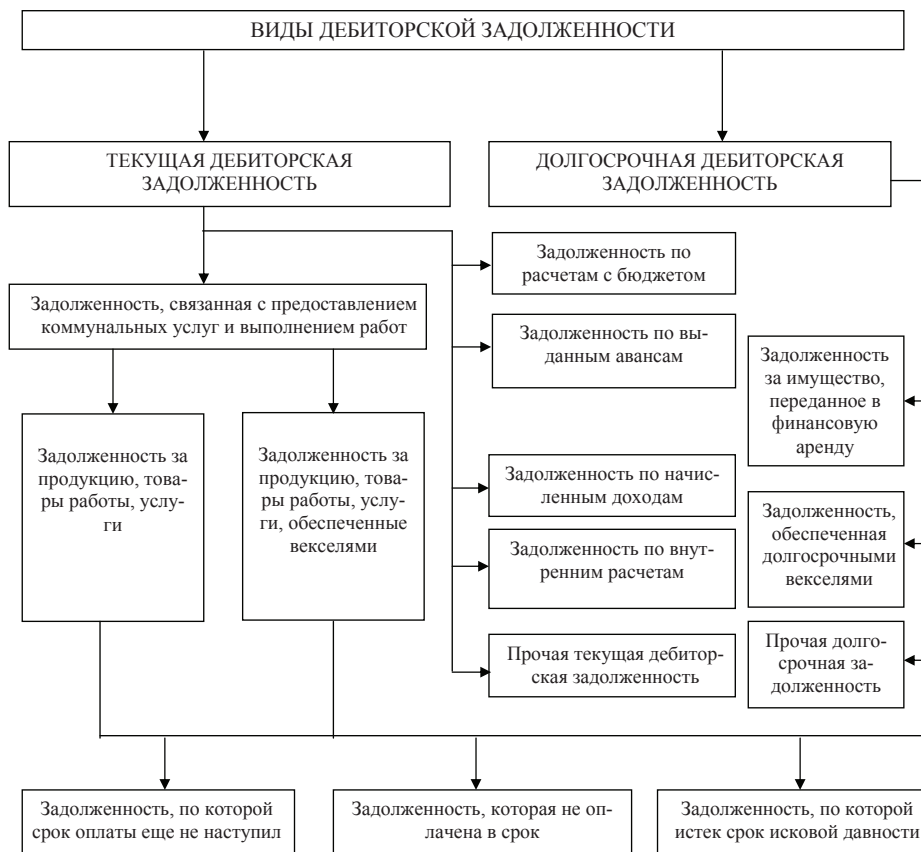 ВИДЫ ДЕБИТОРСКОЙ ЗАДОЛЖЕННОСТИ
ТЕКУЩАЯ ДЕБИТОРСКАЯ
ЗАДОЛЖЕННОСТЬ
ДОЛГОСРОЧНАЯ ДЕБИТОРСКАЯ
ЗАДОЛЖЕННОСТЬ
Задолженность, связанная с предоставлением
коммунальных услуг и выполнением работ
Задолженность за
продукцию, това-
ры работы, услу-
ги
Задолженность за
продукцию, това-
ры работы, услу-
ги, обеспеченные
векселями
Задолженность по
расчетам с бюджетом
Задолженность по вы-
данным авансам
Задолженность по начис-
ленным доходам
Задолженность по внут-
ренним расчетам
Прочая текущая дебитор-
ская задолженность
Задолженность
за имущество,
переданное в
финансовую
аренду
Задолженность,
обеспеченная
долгосрочными
векселями
Прочая долго-
срочная за-
долженность
Задолженность, по которой
срок оплаты еще не наступил
Задолженность, которая не оп-
лачена в срок
Задолженность, по которой
истек срок исковой давности